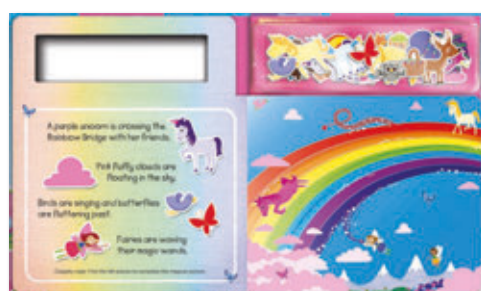 A purple unicorn is crossing the
Rainbow Bridge with her friends.
Pink fluffy clouds are
floating in the sky.
Birds are singing and butterflies
are fluttering past.
Fairies are waving
their magic wands.